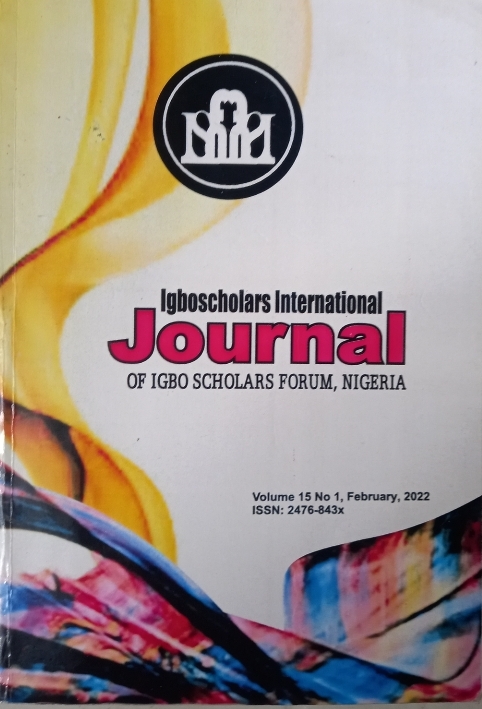 Igboscholars International
Journal
OF IGBO SCHOLARS FORUM, NIGERIA
Volume 15 No 1, February, 2022
ISSN: 2476-843x